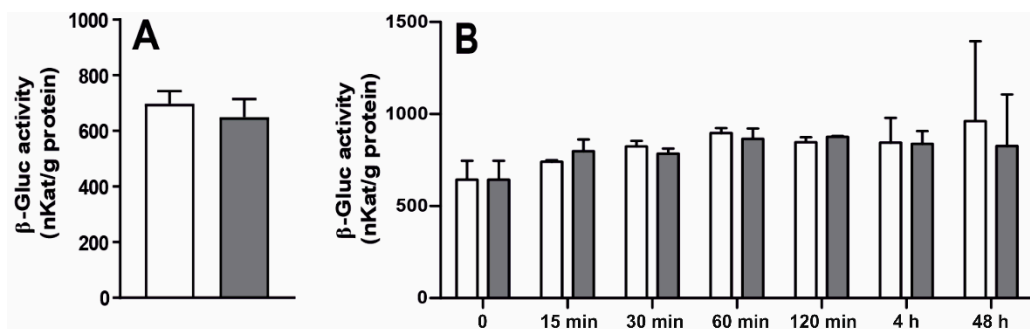 A
β-Gluc activity
(nKat/g protein)
1000
800
600
400
200
0
B
β-Gluc activity
(nKat/g protein)
1500
1000
500
0
0 15 min 30 min 60 min 120 min 4 h 48 h